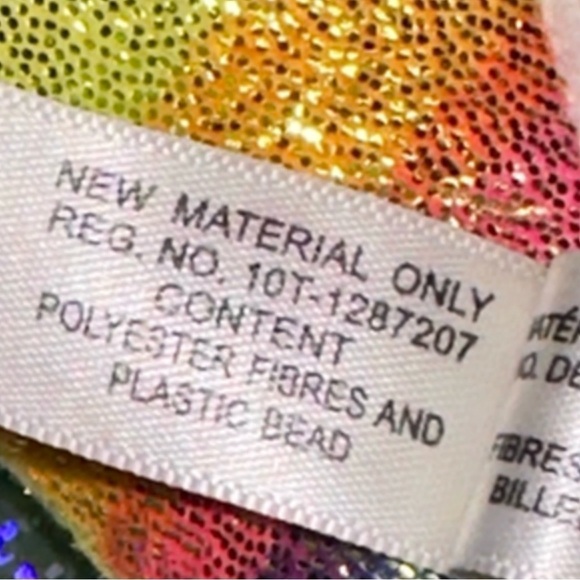 NEW MATERIAL ONLY
REG. NO. 10T-1287207
CONTENT
POLYESTER FIBRES AND
PLASTIC BEAD